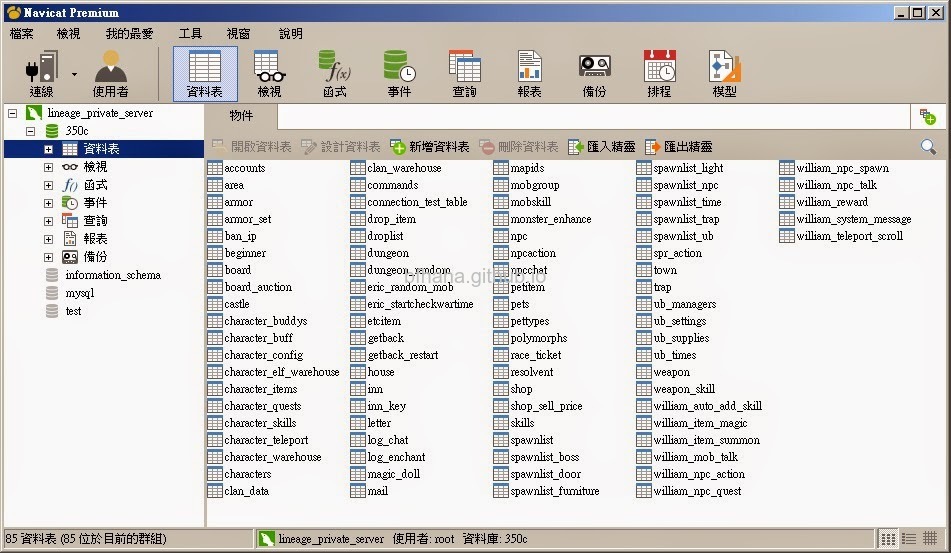 Navicat Premium
檔案 檢視 我的最愛 工具 視窗 說明
連線 使用者 資料表 檢視 函式 事件 查詢 報表 備份 排程 模型
lineage_private_server
350c
資料表
檢視
函式
事件
查詢
報表
備份
information_schema
mysql
test
物件
開啟資料表 設計資料表 新增資料表 刪除資料表 匯入精靈 匯出精靈
accounts
area
armor
armor_set
ban_ip
beginner
board
board_auction
castle
character_buddys
character_buff
character_config
character_elf_warehouse
character_items
character_quests
character_skills
character_teleport
character_warehouse
characters
clan_data
clan_warehouse
commands
connection_test_table
drop_item
droplist
dungeon
dungeon_random
eric_random_mob
eric_startcheckwartime
etcitem
getback
getback_restart
house
inn
inn_key
letter
log_chat
log_enchant
magic_doll
mail
mapids
mobgroup
mobskill
monster_enhance
npc
npcaction
npcchat
petitem
pets
pettypes
polymorphs
race_ticket
resolvent
shop
shop_sell_price
skills
spawnlist
spawnlist_boss
spawnlist_door
spawnlist_furniture
spawnlist_light
spawnlist_npc
spawnlist_time
spawnlist_trap
spawnlist_ub
spr_action
town
trap
ub_managers
ub_settings
ub_supplies
ub_times
weapon
weapon_skill
william_auto_add_skill
william_item_magic
william_item_summon
william_mob_talk
william_npc_action
william_npc_quest
william_npc_spawn
william_npc_talk
william_reward
william_system_message
william_teleport_scroll
85 資料表 (85 位於目前的群組) lineage_private_server 使用者: root 資料庫: 350c